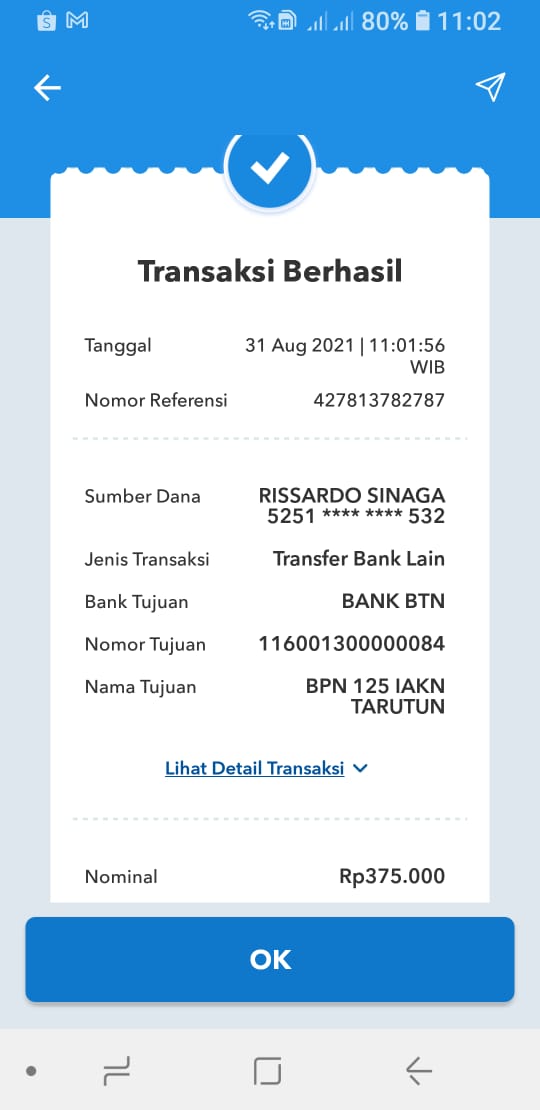 80% 11:02
Transaksi Berhasil
Tanggal 31 Aug 2021 | 11:01:56
WIB
Nomor Referensi 427813782787
Sumber Dana RISSARDO SINAGA
5251 **** **** 532
Jenis Transaksi Transfer Bank Lain
Bank Tujuan BANK BTN
Nomor Tujuan 116001300000084
Nama Tujuan BPN 125 IAKN
TARUTUN
Lihat Detail Transaksi
Nominal Rp375.000
OK